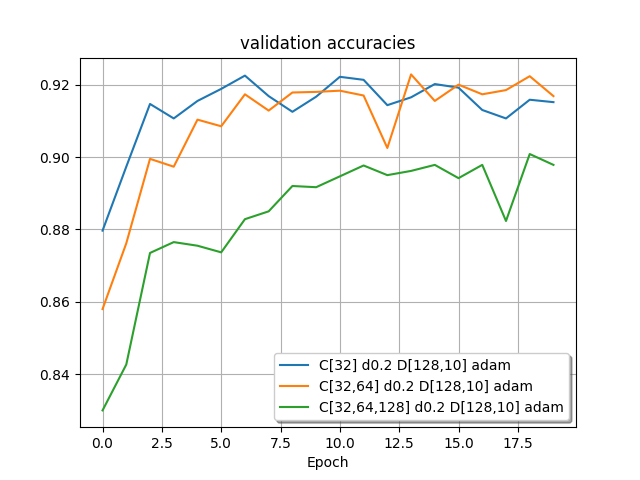 validation accuracies
0.92
0.90
0.88
0.86
0.84
C[32] d0.2 D[128,10] adam
C[32,64] d0.2 D[128,10] adam
C[32,64,128] d0.2 D[128,10] adam
0.0 2.5 5.0 7.5 10.0 12.5 15.0 17.5
Epoch